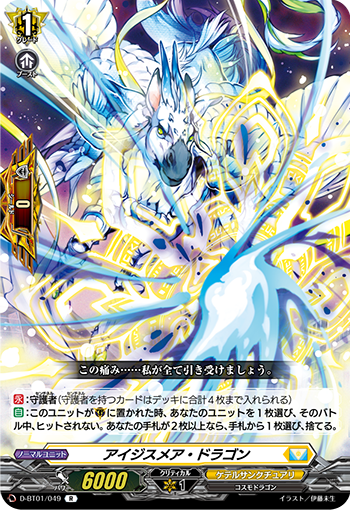 1
グレード
ブースト
0
シールド
この痛み……私が全て引き受けましょう。
永:守護者(守護者を持つカードはデッキに合計4枚まで入れられる)
自:このユニットがⒼに置かれた時、あなたのユニットを1枚選び、そのバト
ル中、ヒットされない。あなたの手札が2枚以上なら、手札から1枚選び、捨てる。
ノーマルユニット
アイジスメア・ドラゴン
パワー 6000
クリティカル 1
ケテルサンクチュアリ
コスモドラゴン
D-BT01/049 R
イラスト/伊藤未生